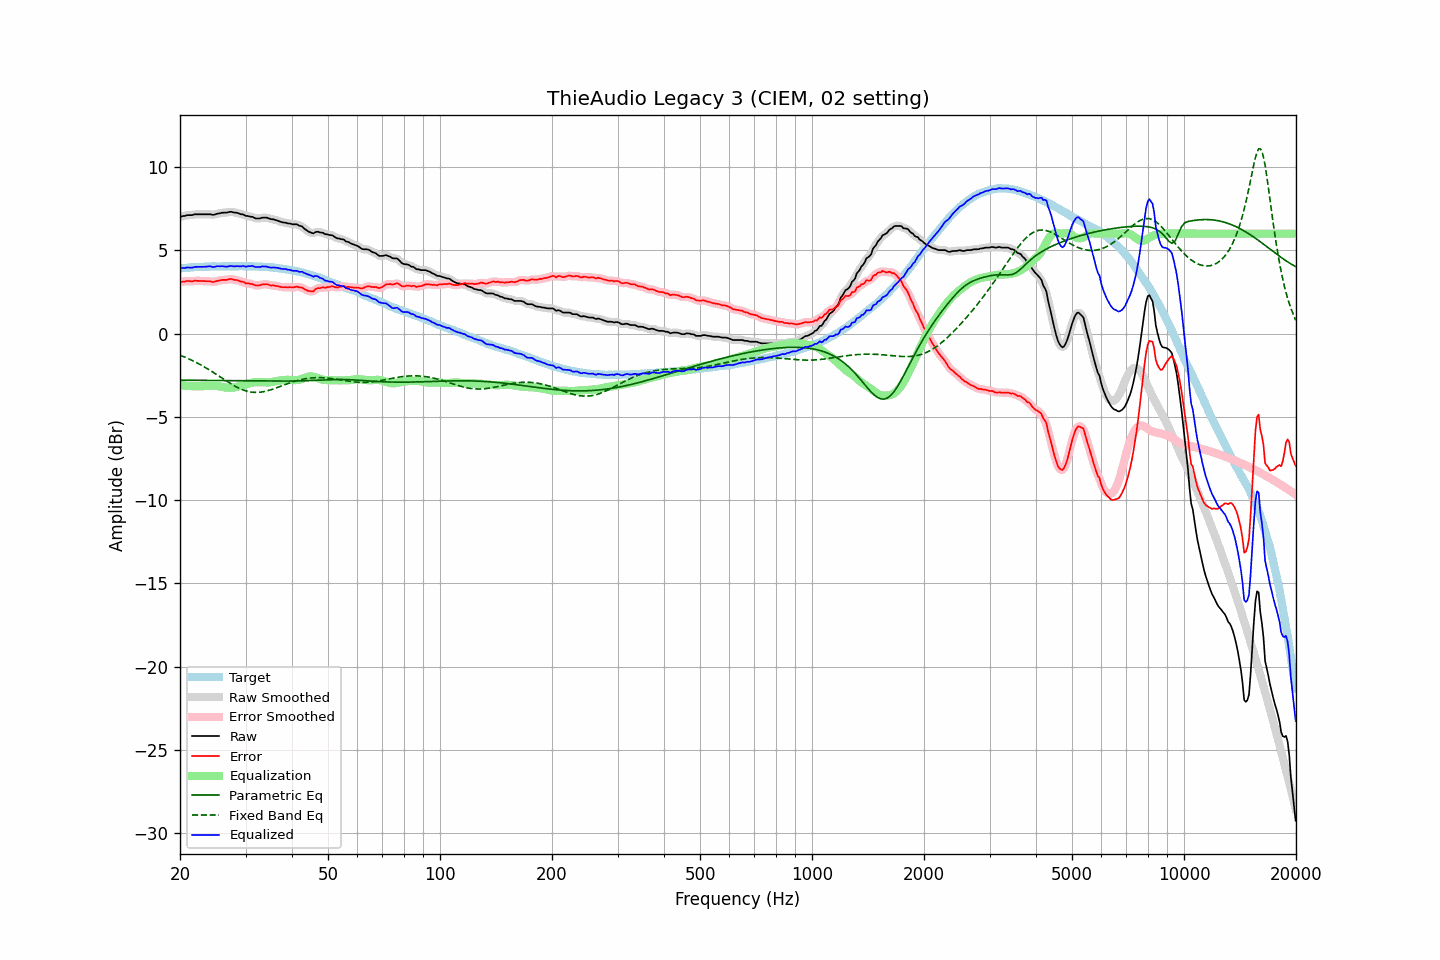 ThieAudio Legacy 3 (CIEM, 02 setting)
10
5
0
−5
−10
−15
−20
−25
−30
Amplitude (dBr)
Target
Raw Smoothed
Error Smoothed
Raw
Error
Equalization
Parametric Eq
Fixed Band Eq
Equalized
20 50 100 200 500 1000 2000 5000 10000 20000
Frequency (Hz)